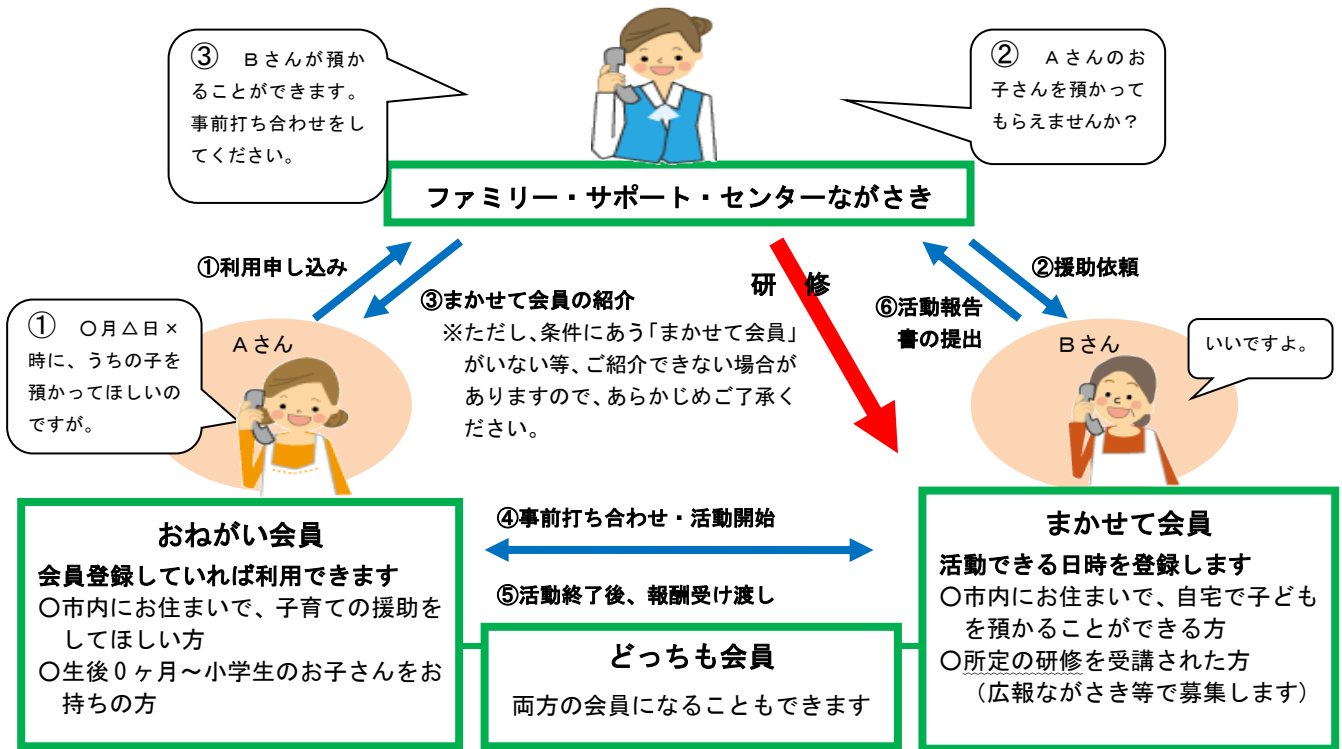 ③　Ｂさんが預か
ることができます。
事前打ち合わせをし
てください。
②　Ａさんのお
子さんを預かって
もらえませんか？
ファミリー・サポート・センターながさき
①利用申し込み
研　修
②援助依頼
③まかせて会員の紹介
※ただし、条件にあう「まかせて会員」
がいない等、ご紹介できない場合が
ありますので、あらかじめご了承く
ださい。
⑥活動報告
書の提出
①　〇月△日×
時に、うちの子を
預かってほしいの
ですが。
Ａさん
Ｂさん
いいですよ。
おねがい会員
会員登録していれば利用できます
〇市内にお住まいで、子育ての援助を
してほしい方
〇生後０ヶ月～小学生のお子さんをお
持ちの方
④事前打ち合わせ・活動開始
⑤活動終了後、報酬受け渡し
どっちも会員
両方の会員になることもできます
まかせて会員
活動できる日時を登録します
〇市内にお住まいで、自宅で子ども
を預かることができる方
〇所定の研修を受講された方
（広報ながさき等で募集します）